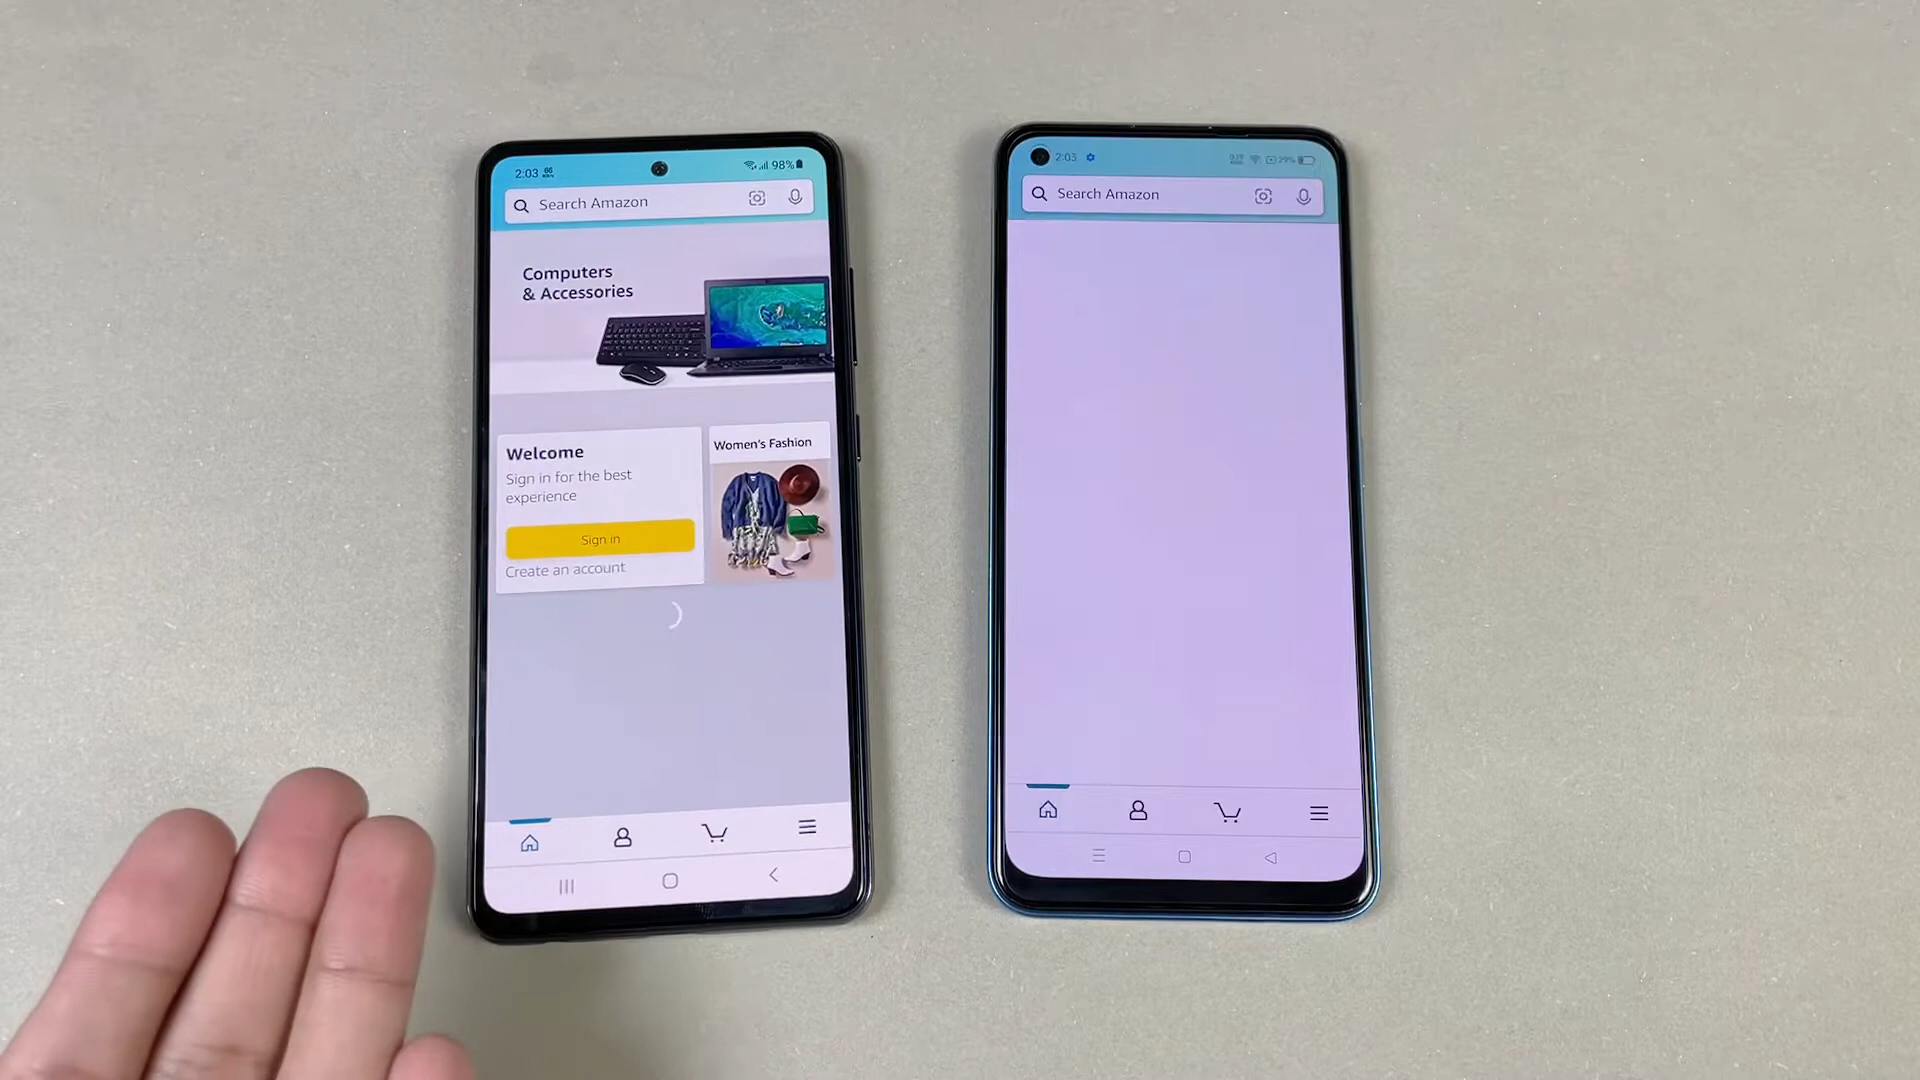 2:03
98%
Search Amazon
Computers
& Accessories
Welcome
Sign in for the best
experience
Sign in
Create an account
Women's Fashion
2:03
29%
Search Amazon